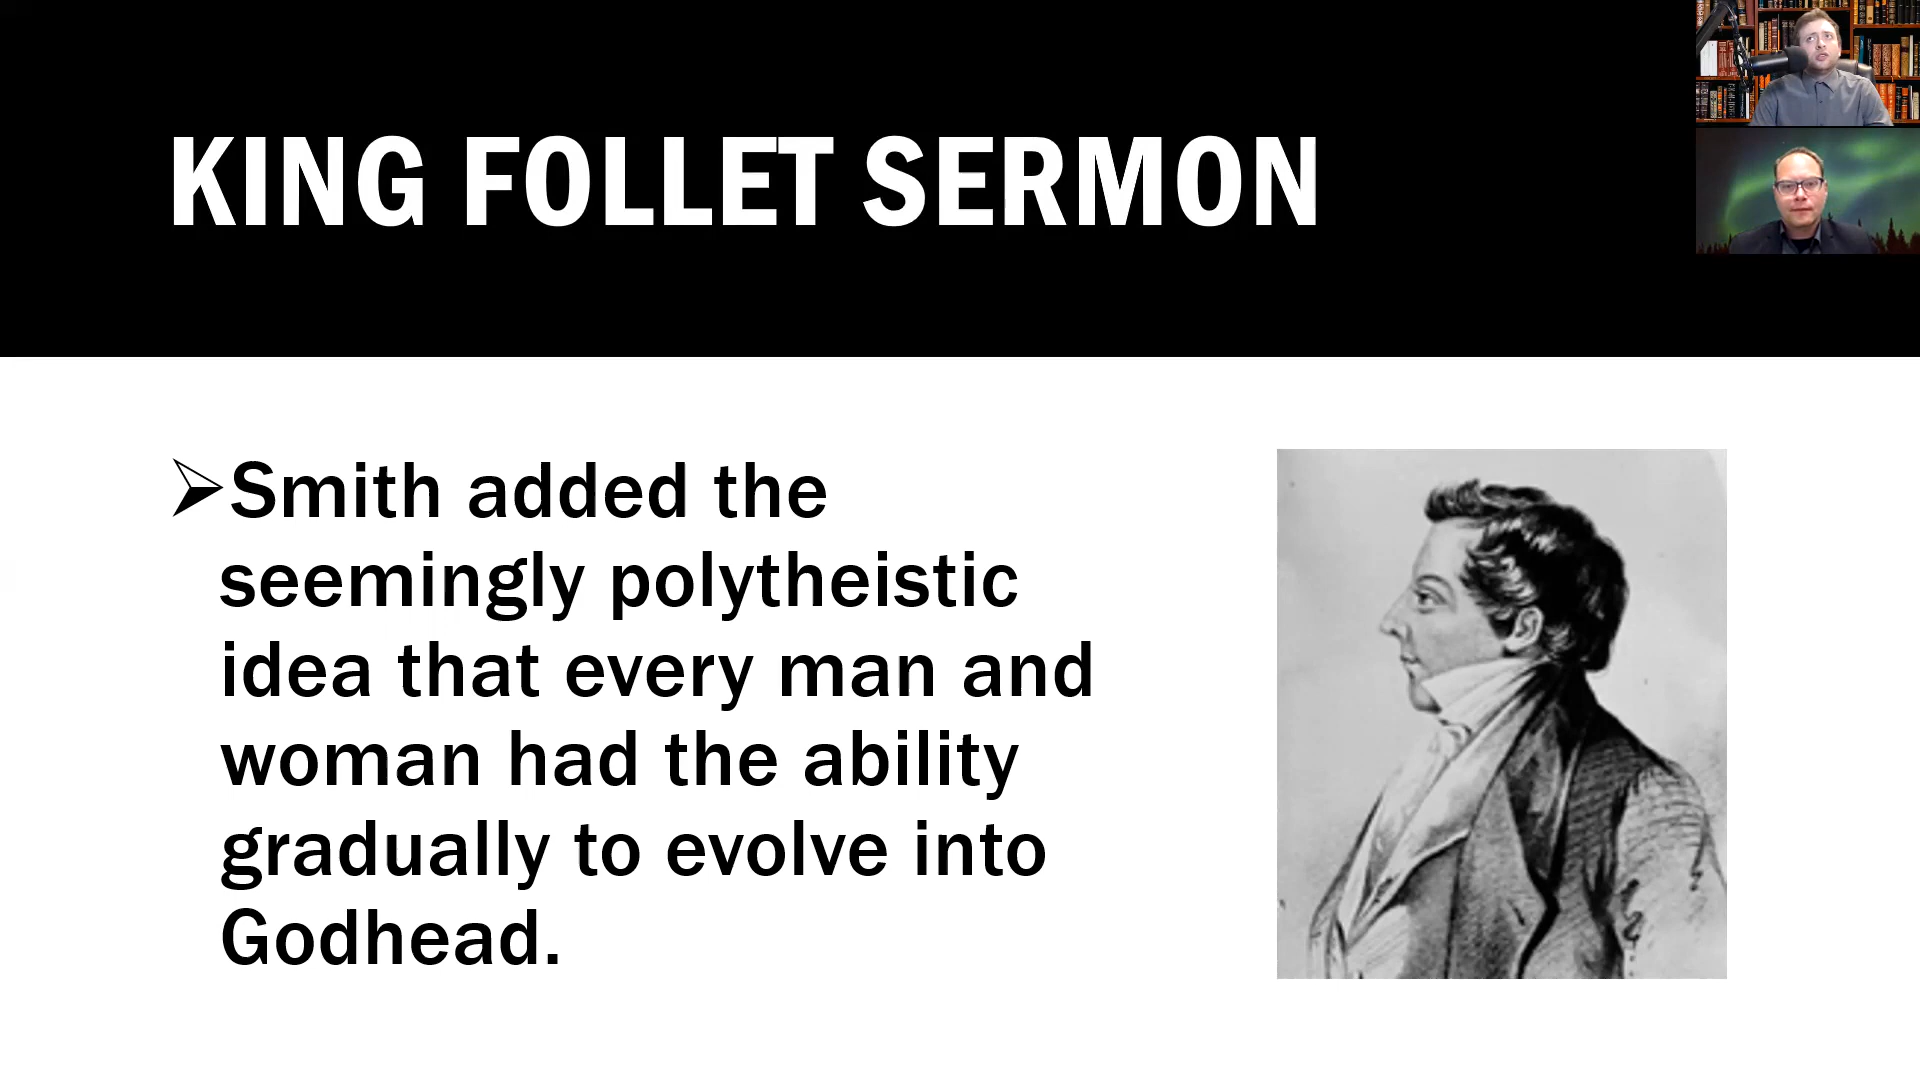 KING FOLLET SERMON
➢Smith added the
seemingly polytheistic
idea that every man and
woman had the ability
gradually to evolve into
Godhead.